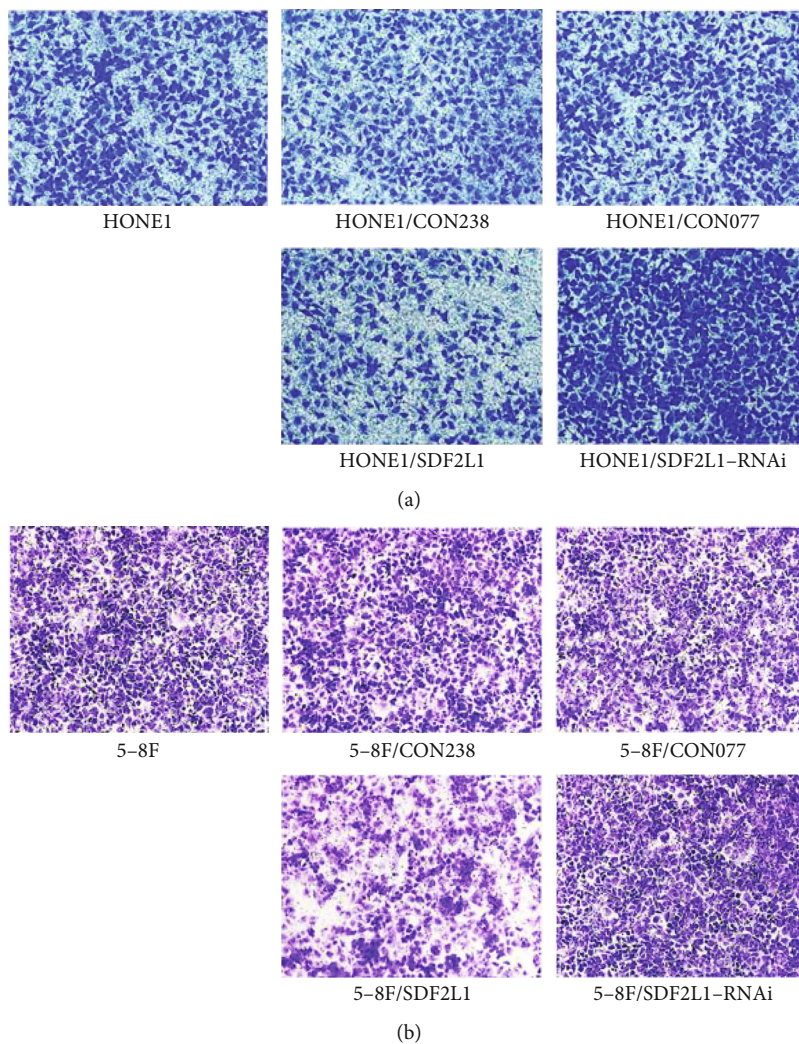 HONE1
HONE1/CON238
HONE1/CON077
HONE1/SDF2L1
HONE1/SDF2L1–RNAi
(a)
5–8F
5–8F/CON238
5–8F/CON077
5–8F/SDF2L1
5–8F/SDF2L1–RNAi
(b)